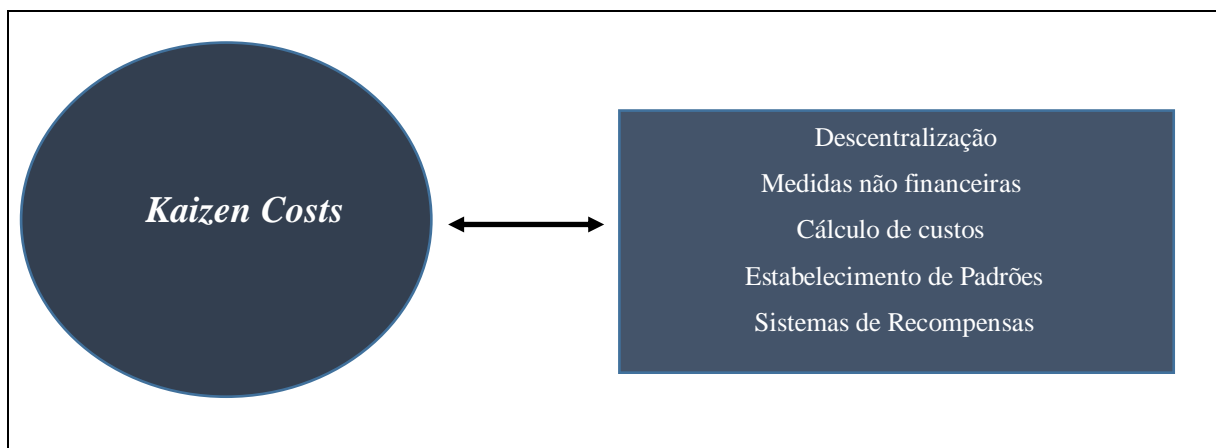 Kaizen Costs
Descentralização
Medidas não financeiras
Cálculo de custos
Estabelecimento de Padrões
Sistemas de Recompensas